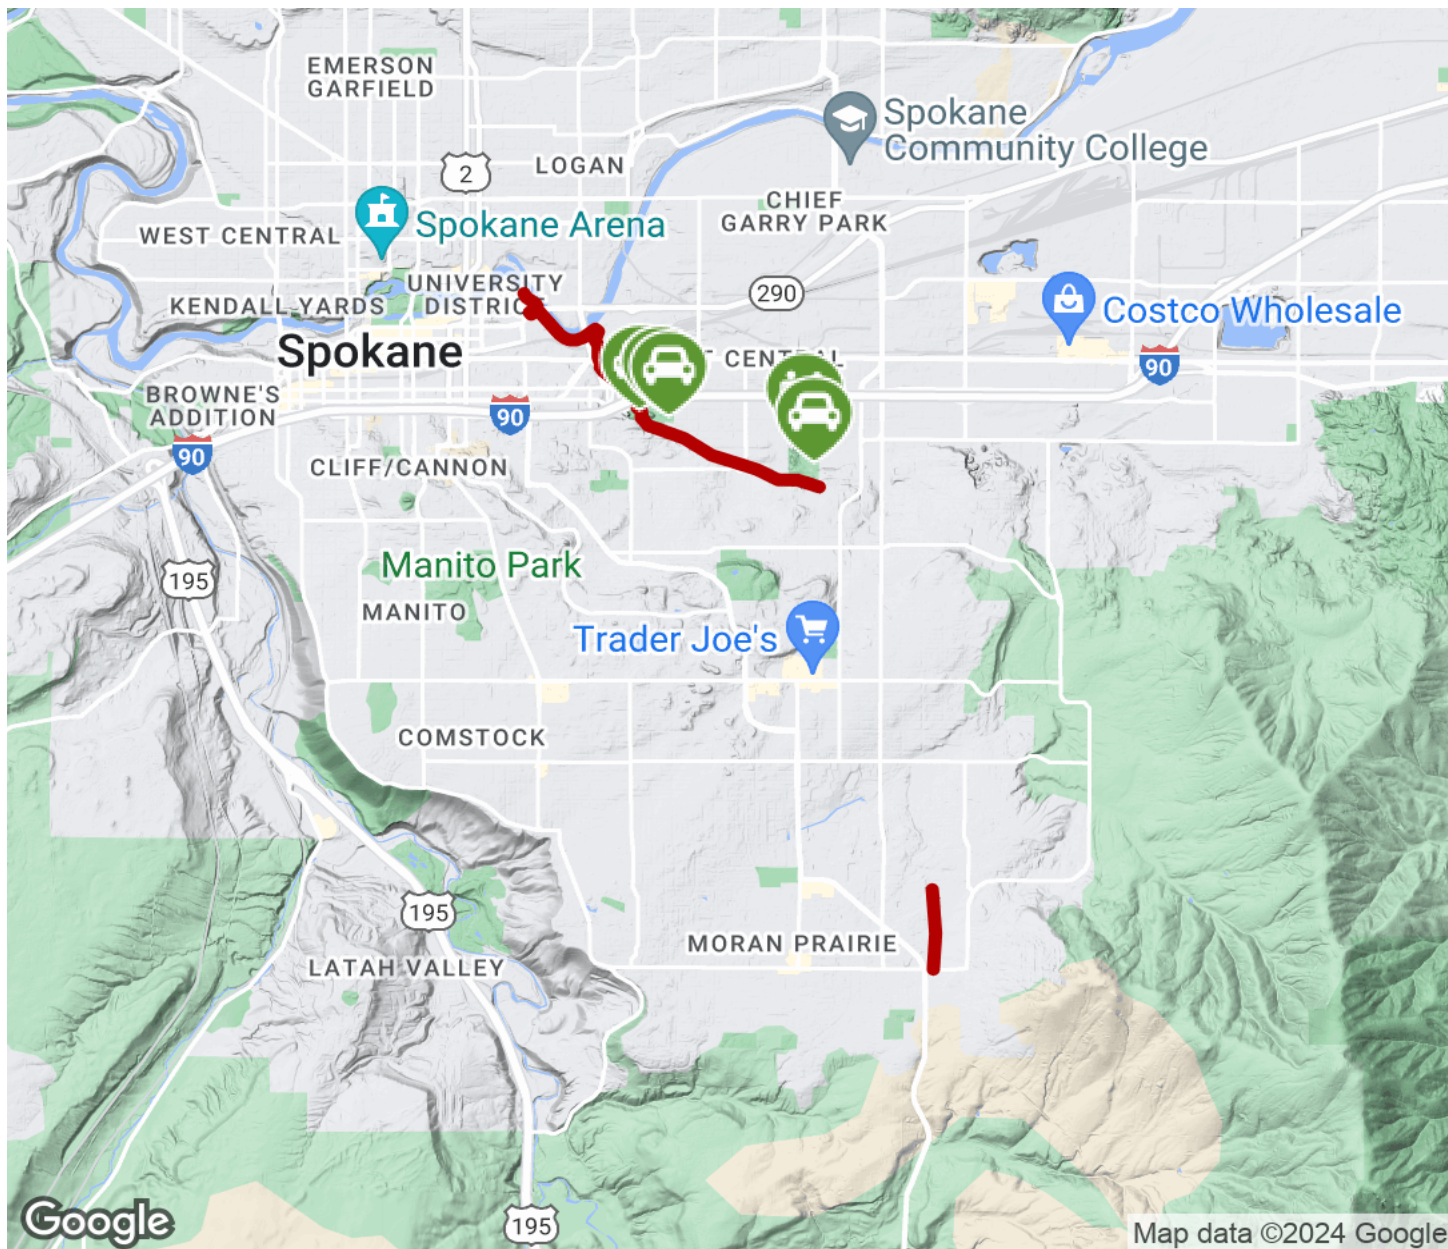 EMERSON
GARFIELD
Spokane
Community College
2
LOGAN
CHIEF
GARRY PARK
WEST CENTRAL
Spokane Arena
UNIVERSITY
DISTRIC
290
KENDALL YARDS
Costco Wholesale
Spokane
T CENTRAL
90
BROWNE'S
ADDITION
90
90
CLIFF/CANNON
Manito Park
195
MANITO
Trader Joe's
COMSTOCK
195
MORAN PRAIRIE
LATAH VALLEY
195
Google
Map data ©2024 Google